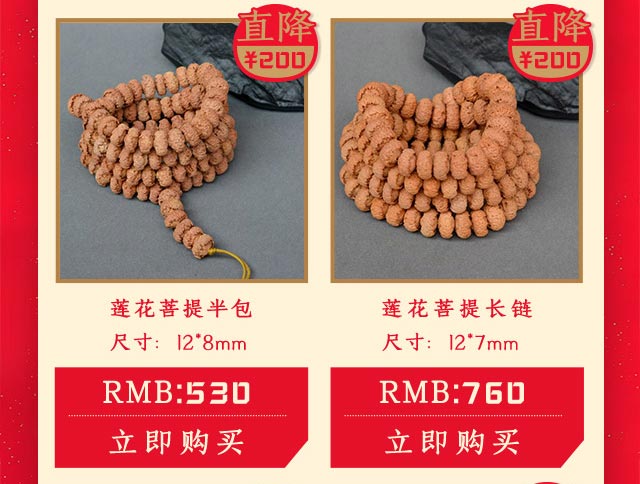 直降
¥200
直降
¥200
莲花菩提半包
尺寸: 12*8mm
莲花菩提长链
尺寸: 12*7mm
RMB:530
立即购买
RMB:760
立即购买